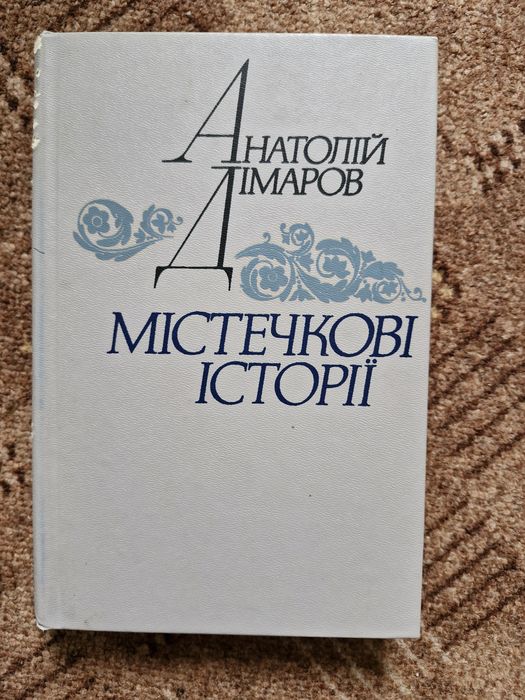 Анатолій
Дімаров
МІСТЕЧКОВІ
ІСТОРІЇ